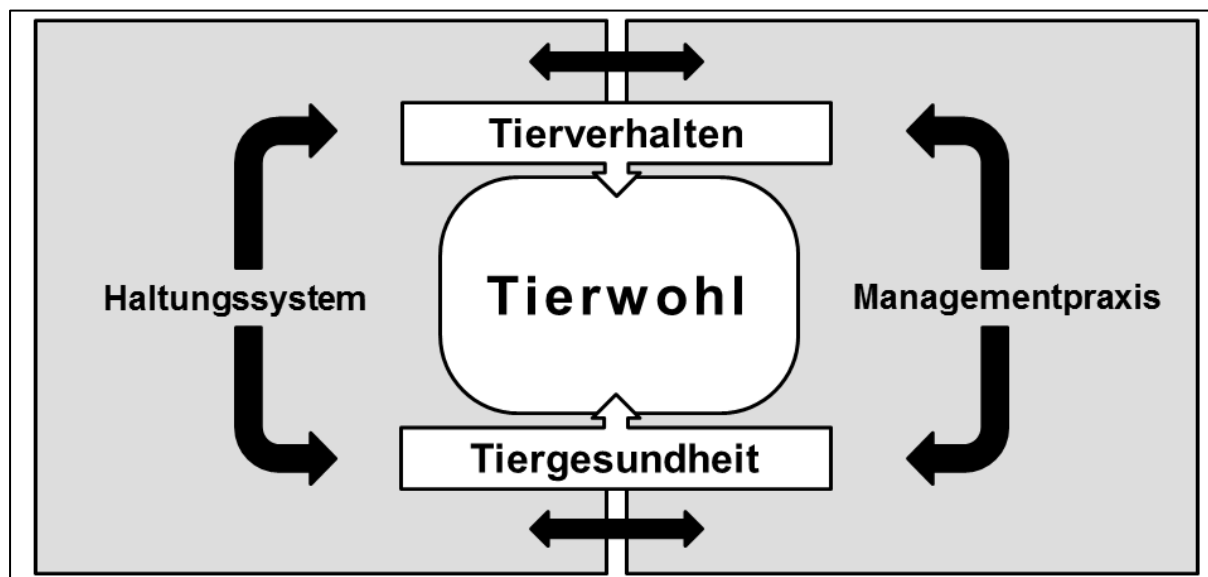 Tierverhalten
Haltungssystem
Tierwohl
Managementpraxis
Tiergesundheit